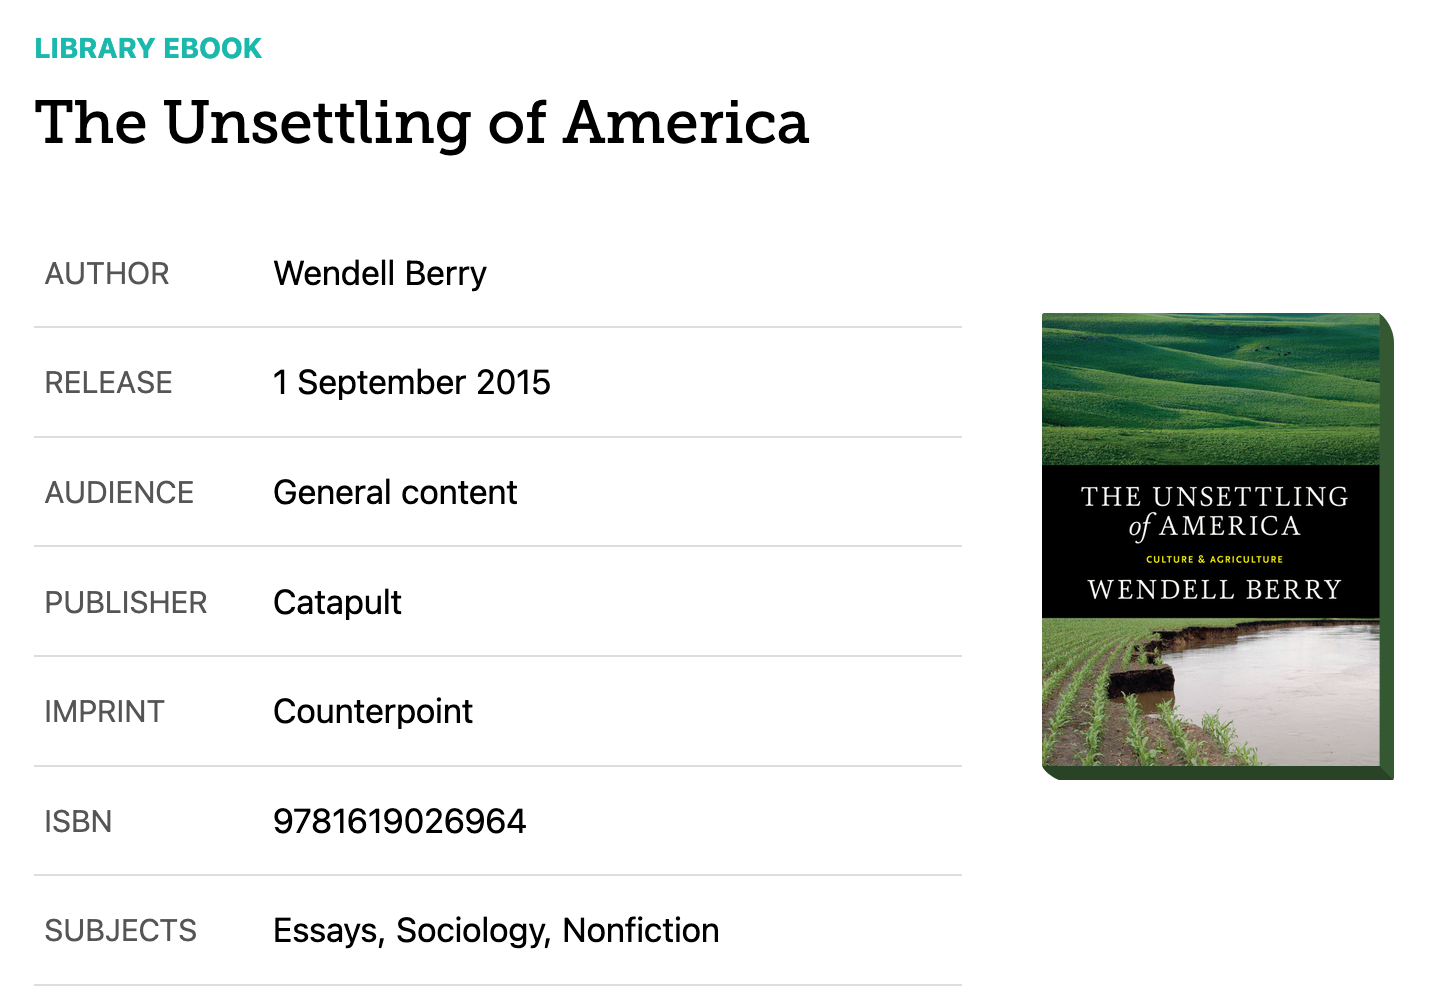 LIBRARY EBOOK
The Unsettling of America
AUTHOR Wendell Berry
RELEASE 1 September 2015
AUDIENCE General content
PUBLISHER Catapult
IMPRINT Counterpoint
ISBN 9781619026964
SUBJECTS Essays, Sociology, Nonfiction
THE UNSETTLING
of AMERICA
CULTURE & AGRICULTURE
WENDELL BERRY